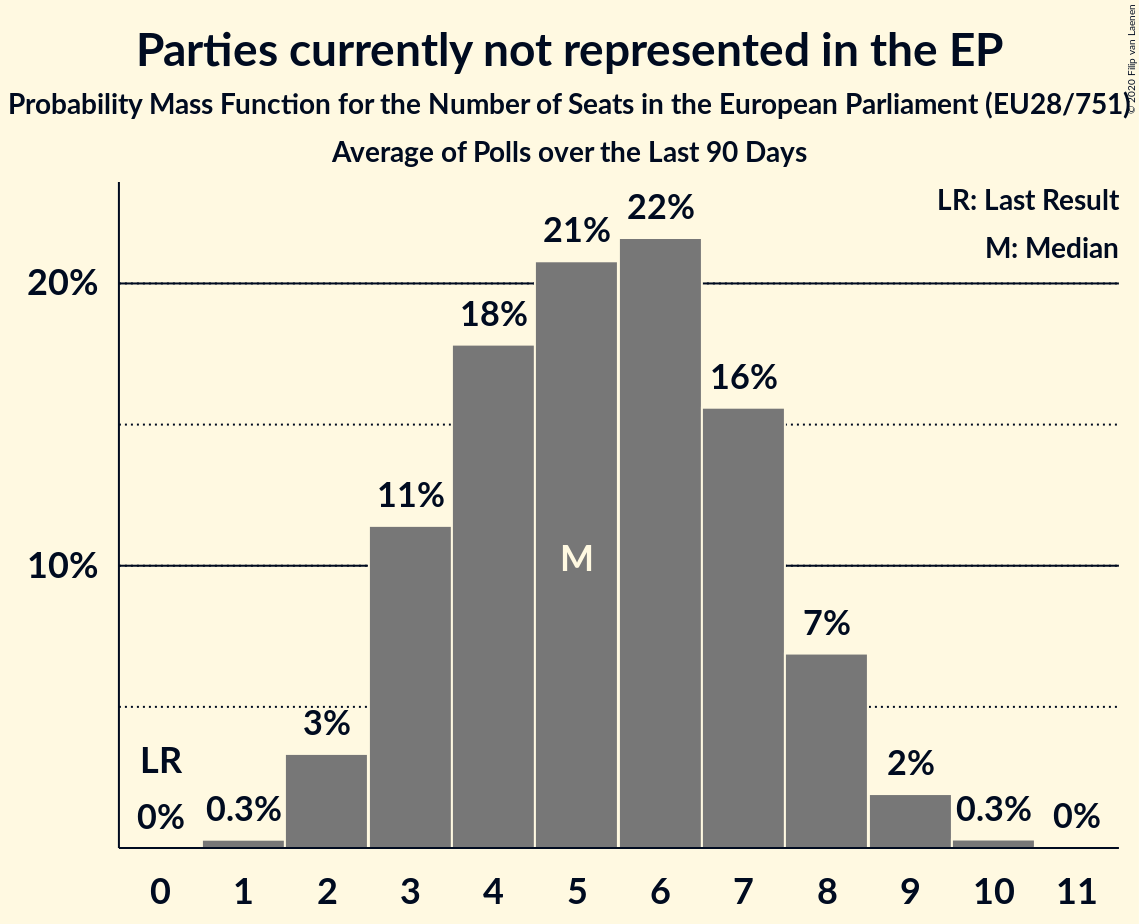 Parties currently not represented in the EP
Probability Mass Function for the Number of Seats in the European Parliament (EU28/751)
Average of Polls over the Last 90 Days
© 2020 Filip van Laenen
LR: Last Result
M: Median
20%
10%
LR
0%
0.3%
3%
11%
18%
21%
22%
16%
7%
2%
0.3%
0%
M
0 1 2 3 4 5 6 7 8 9 10 11